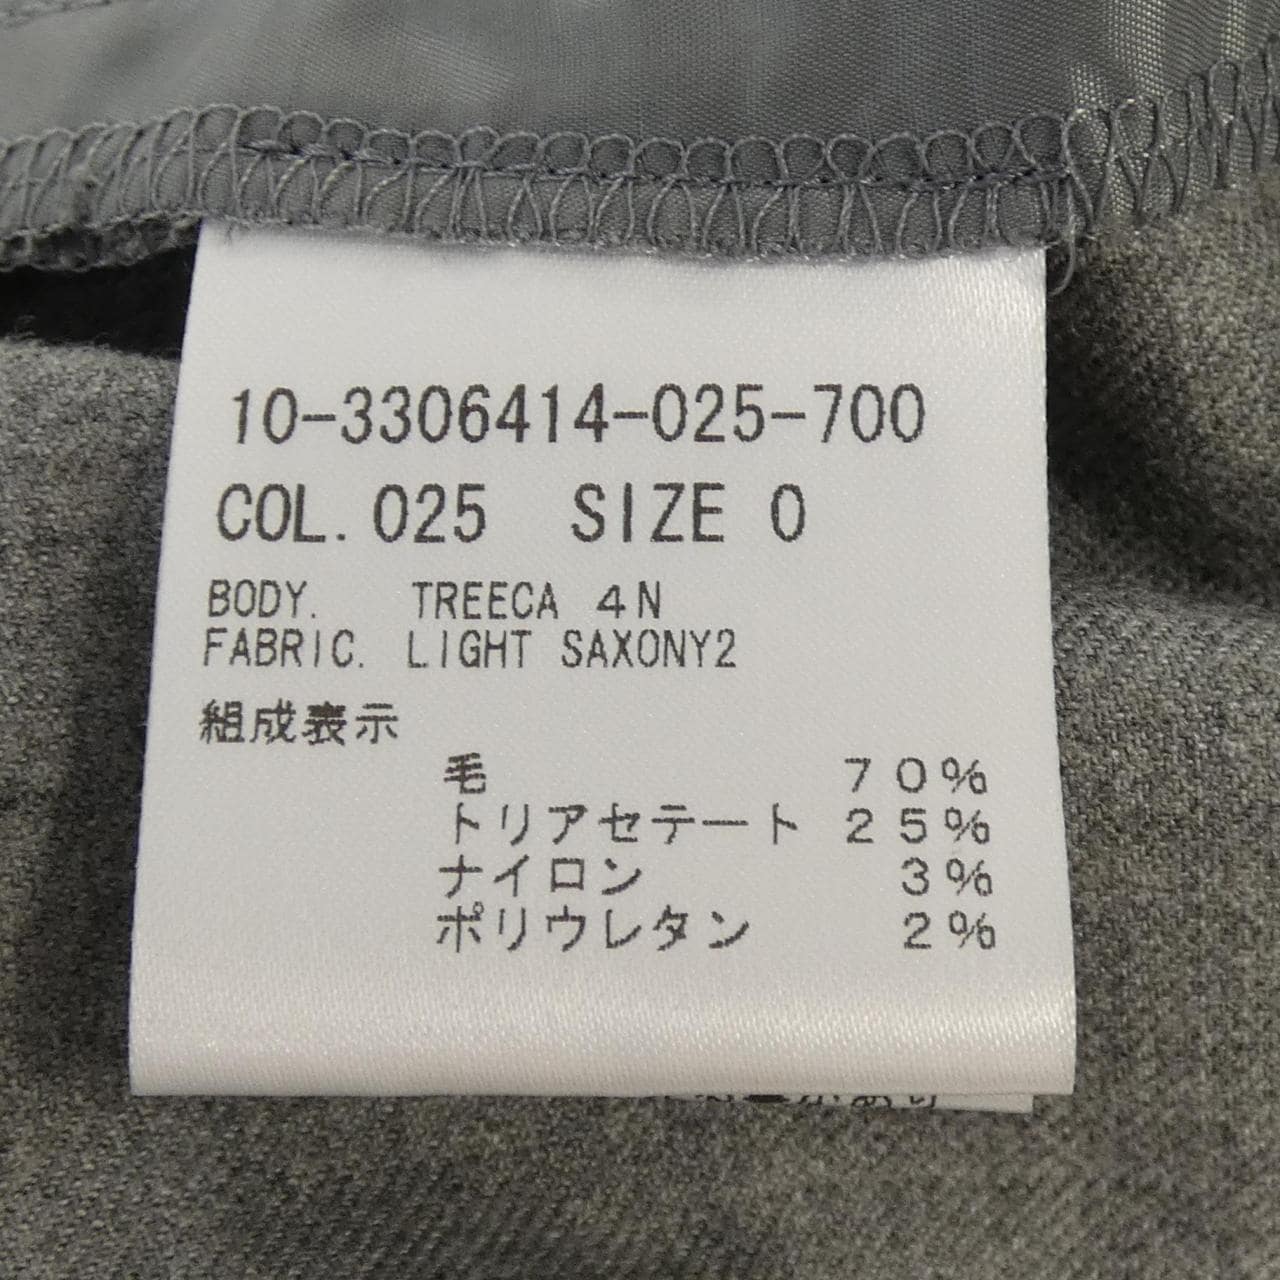 10-3306414-025-700
COL. 025 SIZE 0
BODY. TREECA 4N
FABRIC. LIGHT SAXONY2
組成表示
毛 70%
トリアセテート 25%
ナイロン 3%
ポリウレタン 2%